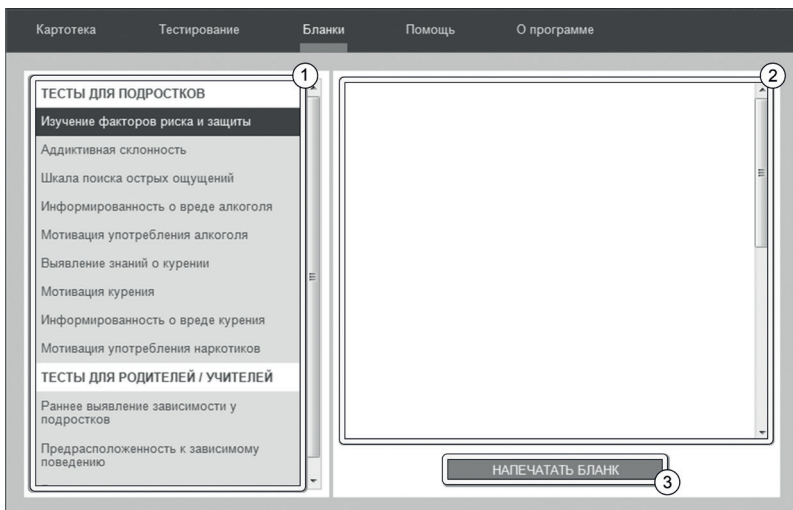 Картотека Тестирование Бланки Помощь О программе
1
2
ТЕСТЫ ДЛЯ ПОДРОСТКОВ
Изучение факторов риска и защиты
Аддиктивная склонность
Шкала поиска острых ощущений
Информированность о вреде алкоголя
Мотивация употребления алкоголя
Выявление знаний о курении
Мотивация курения
Информированность о вреде курения
Мотивация употребления наркотиков
ТЕСТЫ ДЛЯ РОДИТЕЛЕЙ / УЧИТЕЛЕЙ
Раннее выявление зависимости у
подростков
Предрасположенность к зависимому
поведению
НАПЕЧАТАТЬ БЛАНК
3